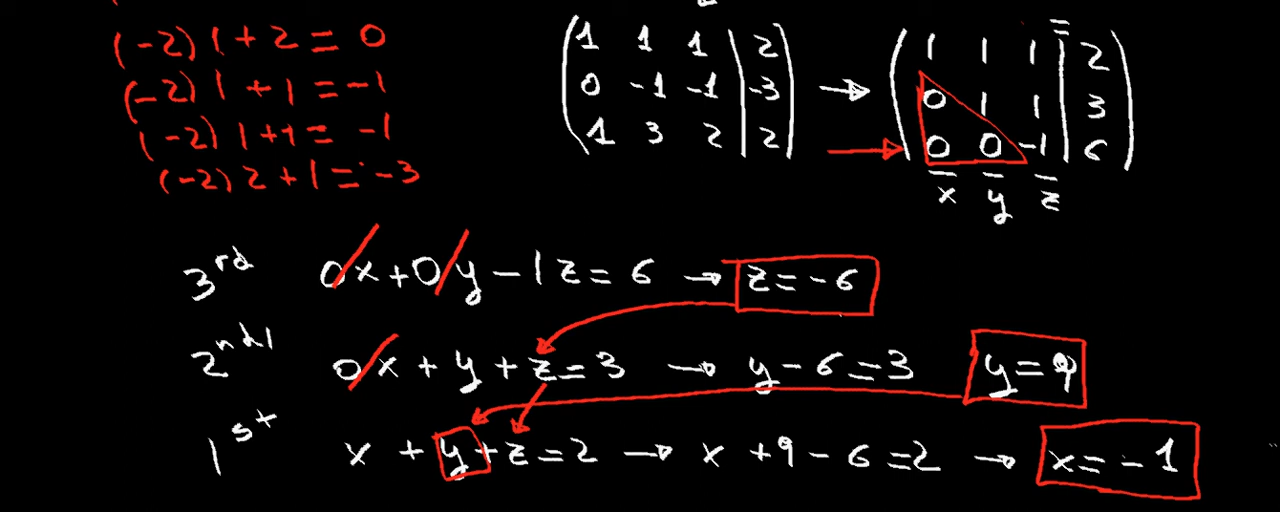 (-2) 1 + 2 = 0
(-2) 1 + 1 = -1
(-2) 1 + 1 = -1
(-2) 2 + 1 = -3
1 1 1 | 2
0 -1 -1 | -3
1 3 2 | 2
→
1 1 1 | 2
0 1 1 | 3
0 0 -1 | 6
x y z
3rd 0x + 0y - 1z = 6 → z = -6
2nd 0x + y + z = 3 → y - 6 = 3 y = 9
1st x + y + z = 2 → x + 9 - 6 = 2 → x = -1